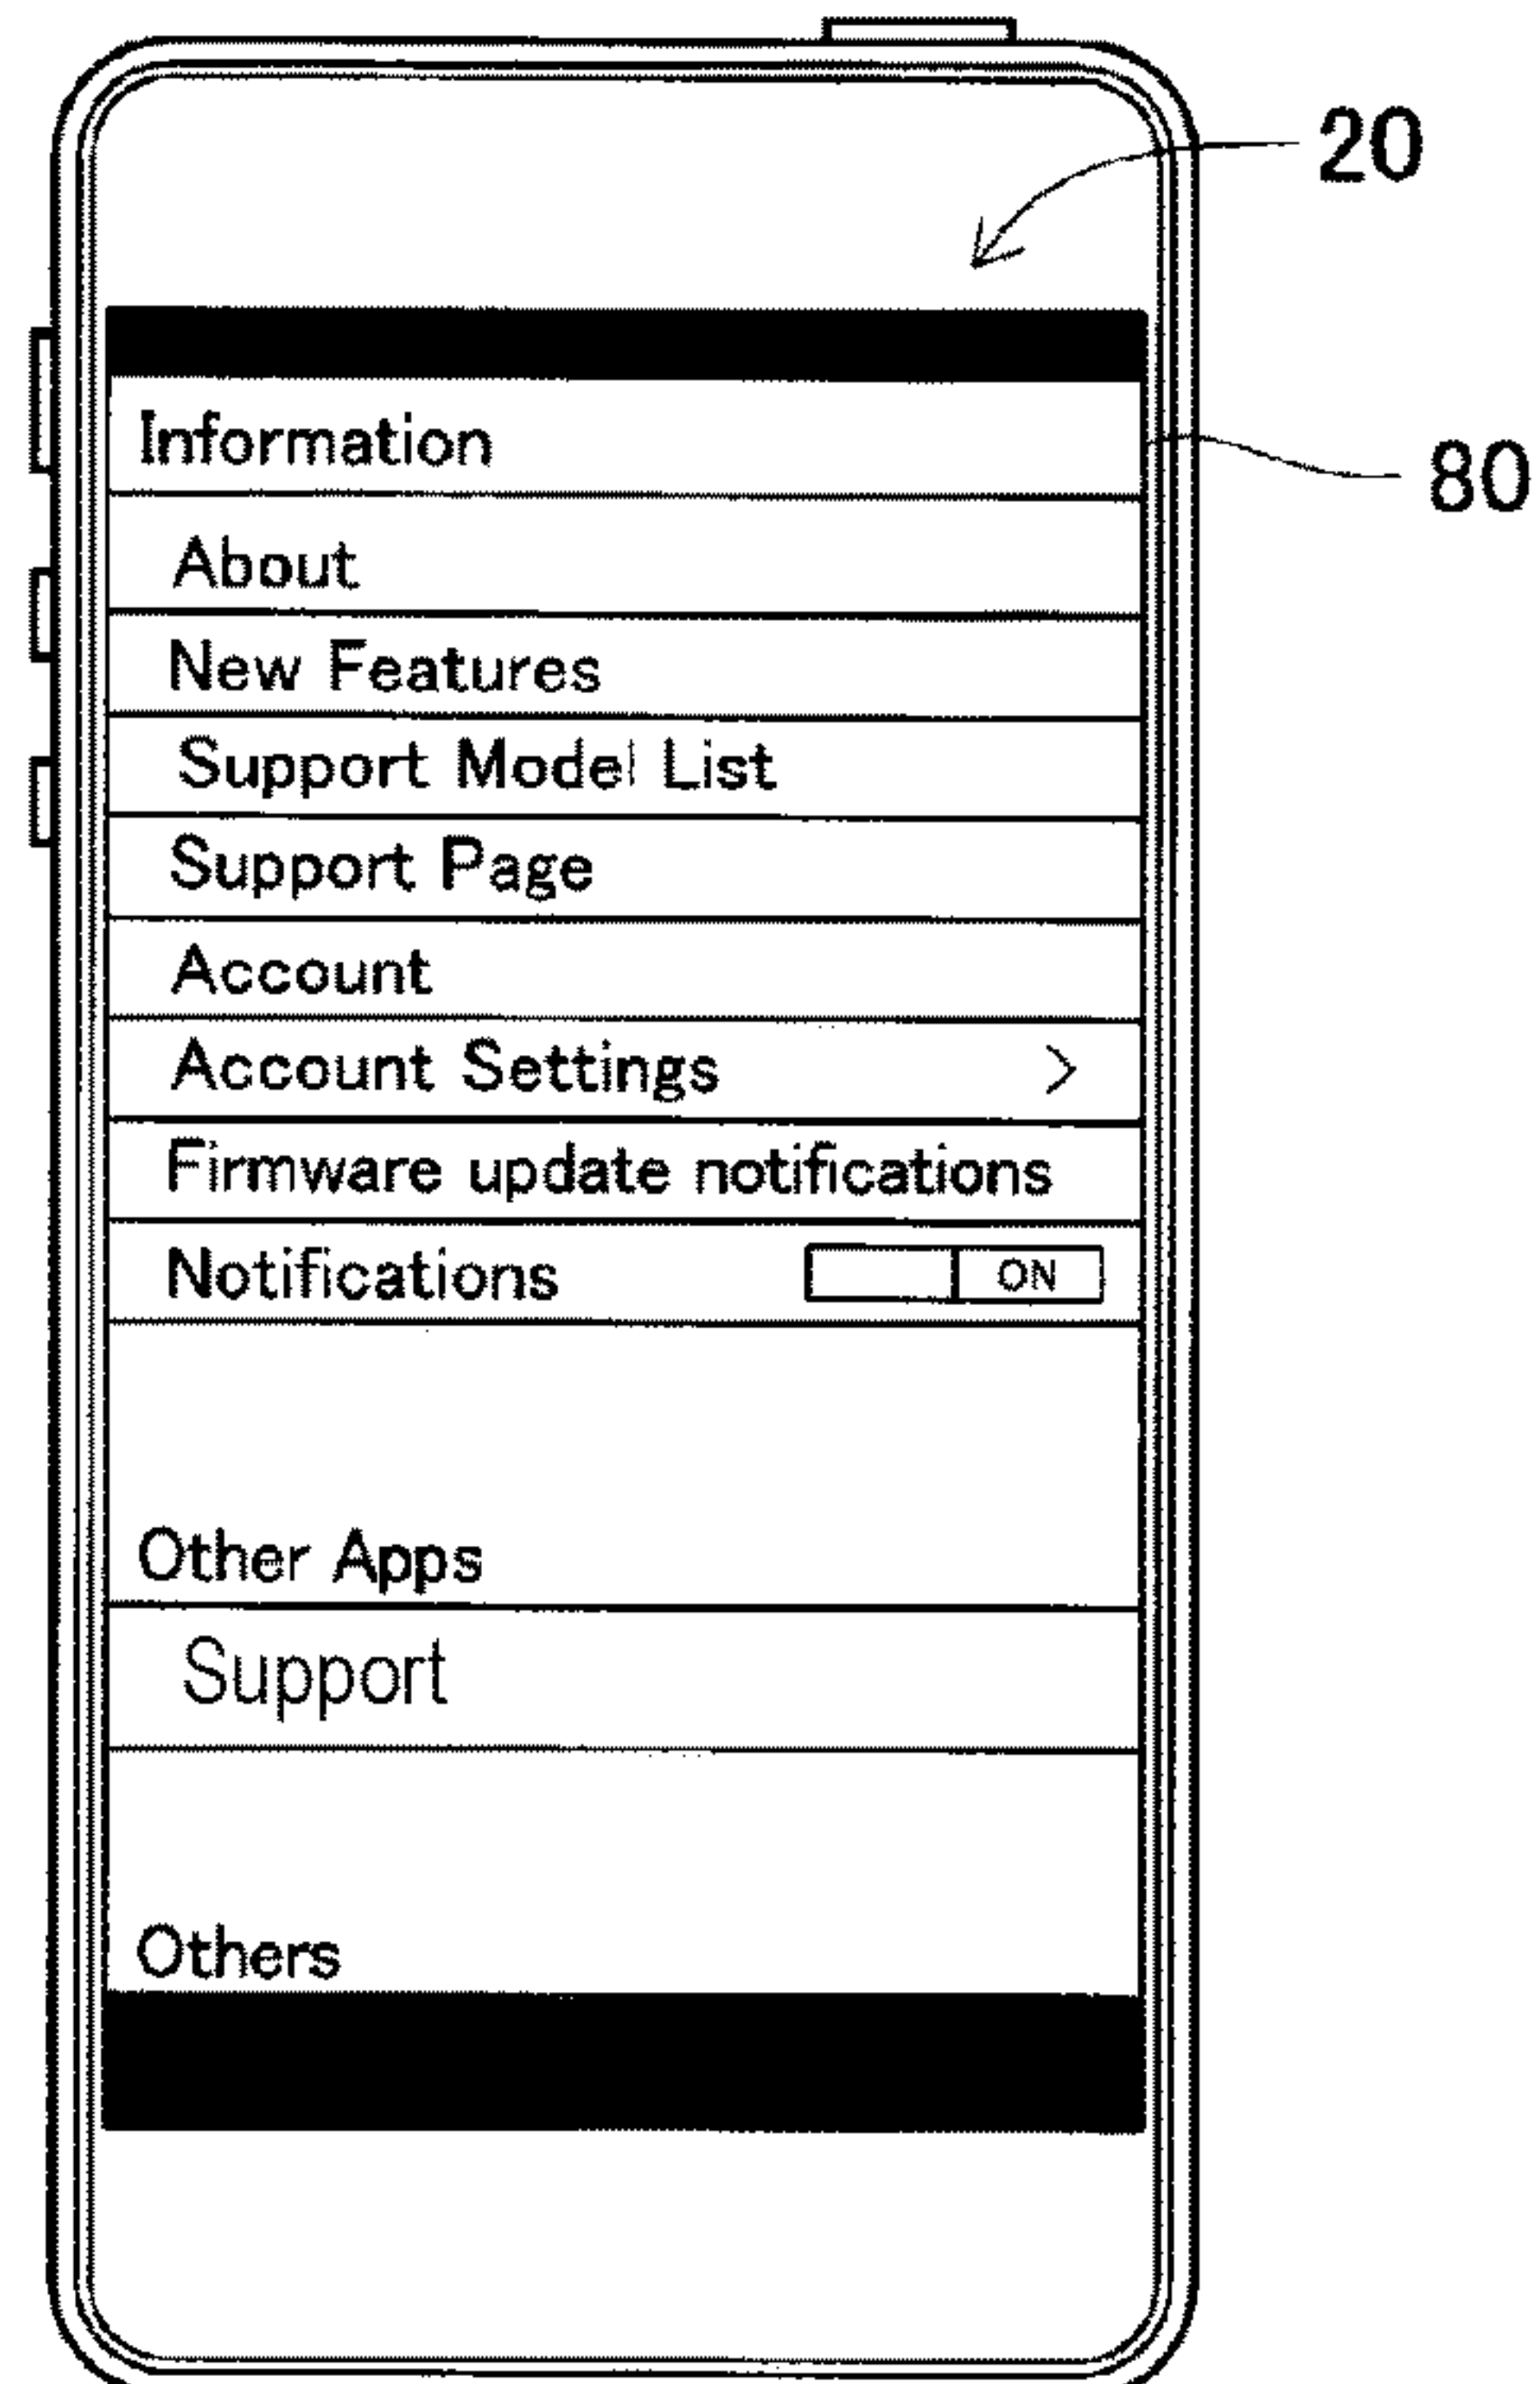 20
Information
80
About
New Features
Support Model List
Support Page
Account
Account Settings >
Firmware update notifications
Notifications ON
Other Apps
Support
Others